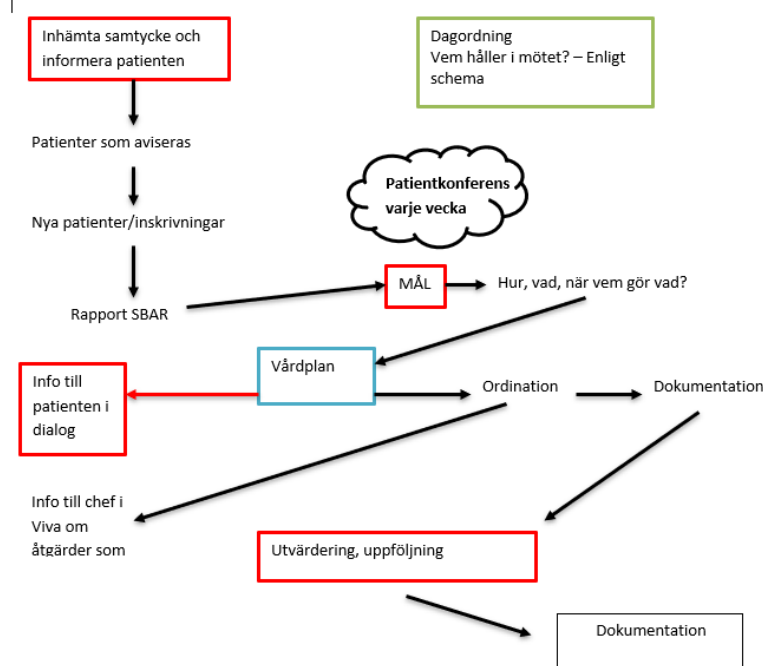 Inhämta samtycke och
informera patienten
Dagordning
Vem håller i mötet? – Enligt
schema
Patienter som aviseras
Patientkonferens
varje vecka
Nya patienter/inskrivningar
MÅL
Hur, vad, när vem gör vad?
Rapport SBAR
Vårdplan
Info till
patienten i
dialog
Ordination
Dokumentation
Info till chef i
Viva om
åtgärder som
Utvärdering, uppföljning
Dokumentation